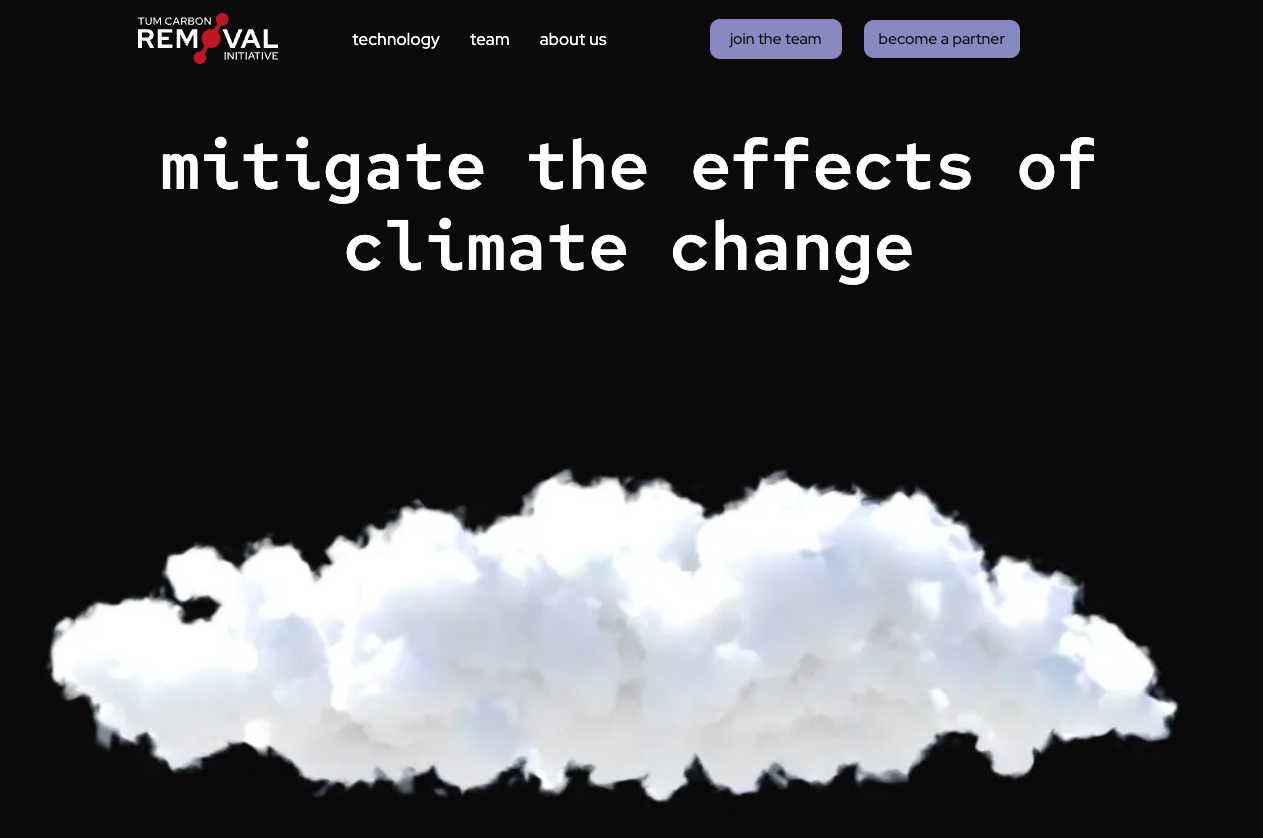 TUM CARBON
REMOVAL
INITIATIVE
technology team about us
join the team become a partner
mitigate the effects of
climate change